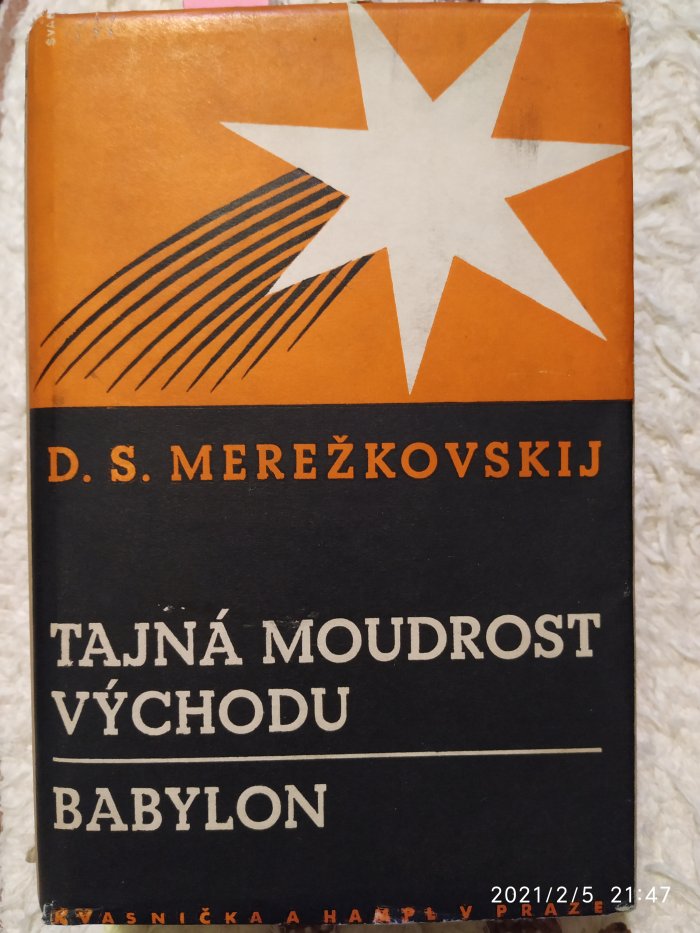 D. S. MEREŽKOVSKIJ
TAJNÁ MOUDROST
VÝCHODU
BABYLON
KVASNIČKA A HAMPL V PRAZE
2021/2/5 21:47